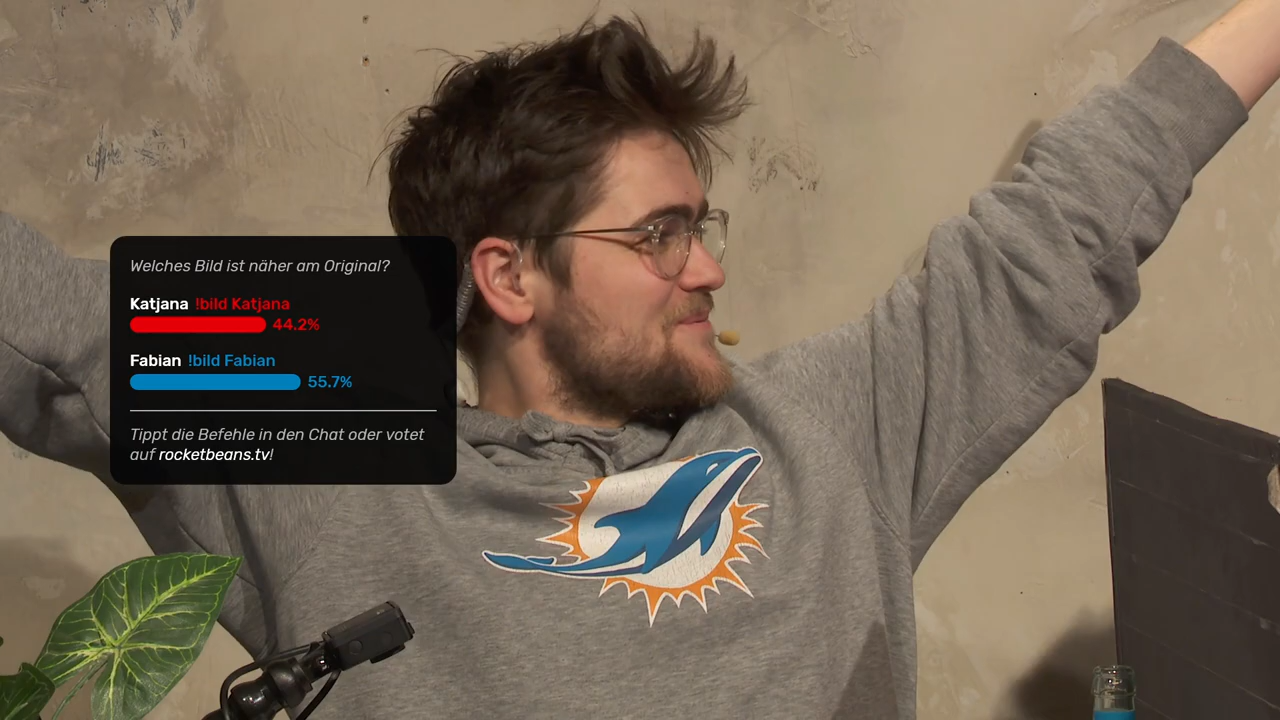 Welches Bild ist näher am Original?
Katjana !bild Katjana
44.2%
Fabian !bild Fabian
55.7%
Tippt die Befehle in den Chat oder votet
auf rocketbeans.tv!